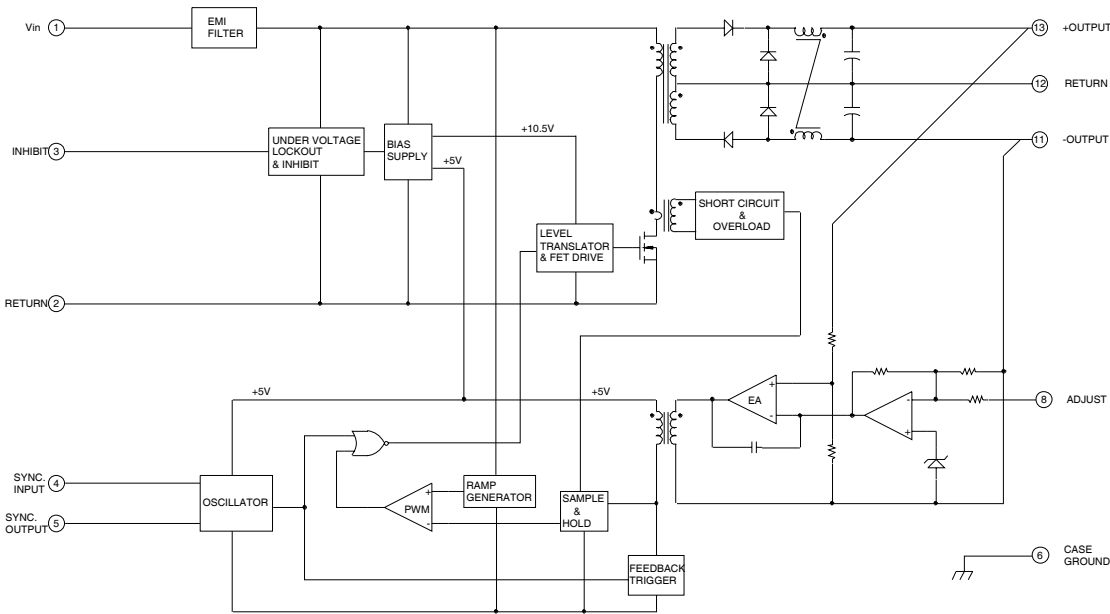 Vin
1
EMI
FILTER
13
+OUTPUT
12
RETURN
11
-OUTPUT
INHIBIT
3
UNDER VOLTAGE
LOCKOUT
& INHIBIT
BIAS
SUPPLY
+10.5V
+5V
SHORT CIRCUIT
&
OVERLOAD
LEVEL
TRANSLATOR
& FET DRIVE
RETURN
2
+5V
+5V
+
EA
-
-
+
8
ADJUST
SYNC.
INPUT
4
SYNC.
OUTPUT
5
OSCILLATOR
PWM
+
-
RAMP
GENERATOR
SAMPLE
&
HOLD
FEEDBACK
TRIGGER
6
CASE
GROUND